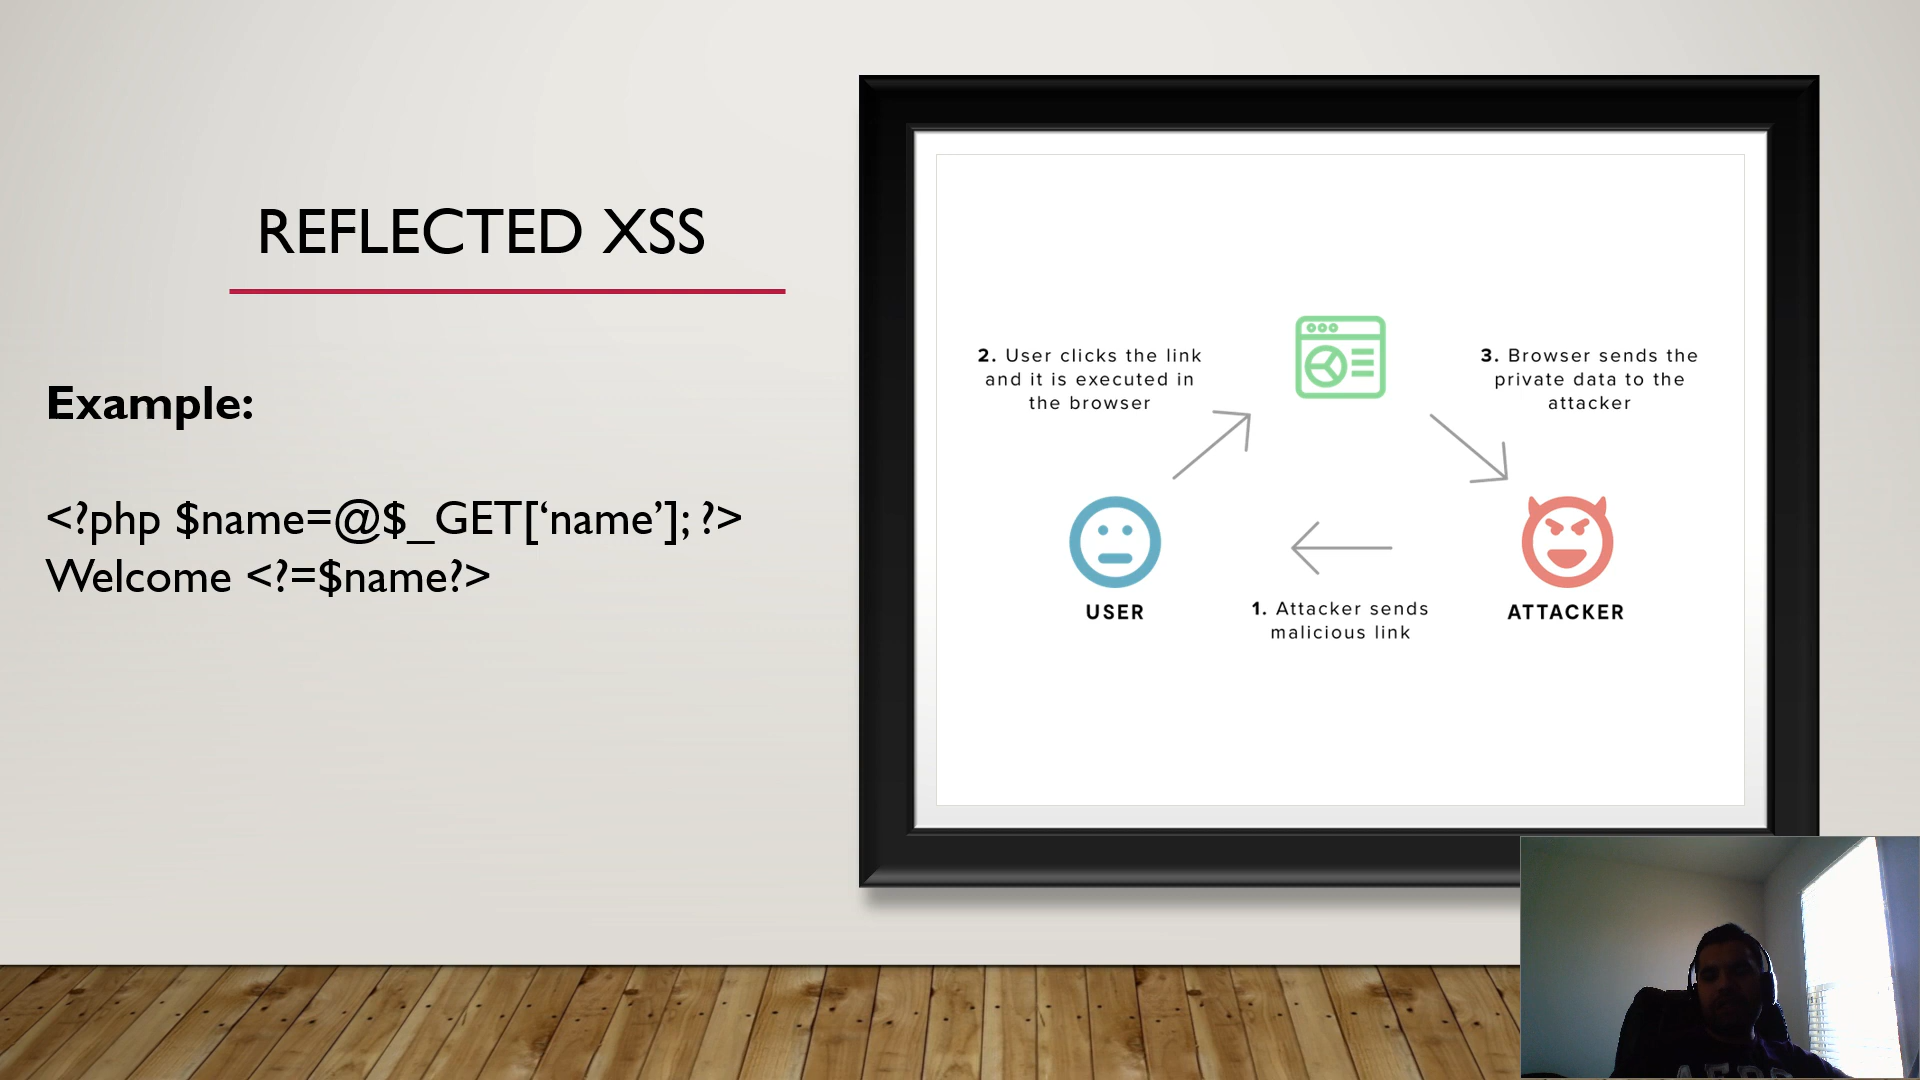 REFLECTED XSS
Example:
<?php $name=@$_GET[‘name’]; ?>
Welcome <?=$name?>
2. User clicks the link
and it is executed in
the browser
3. Browser sends the
private data to the
attacker
USER
1. Attacker sends
malicious link
ATTACKER